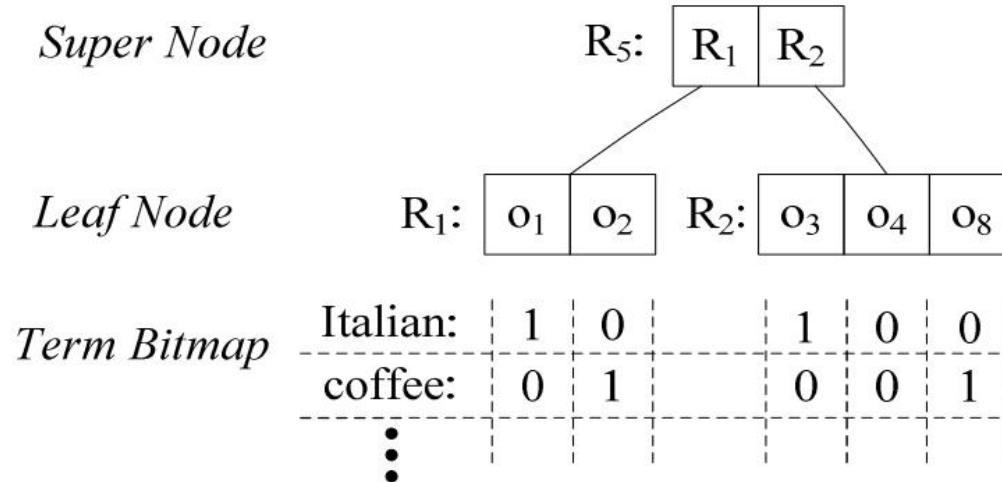 Super Node R₅: R₁ R₂
Leaf Node R₁: o₁ o₂ R₂: o₃ o₄ o₈
Term Bitmap Italian: 1 0 1 0 0
coffee: 0 1 0 0 1